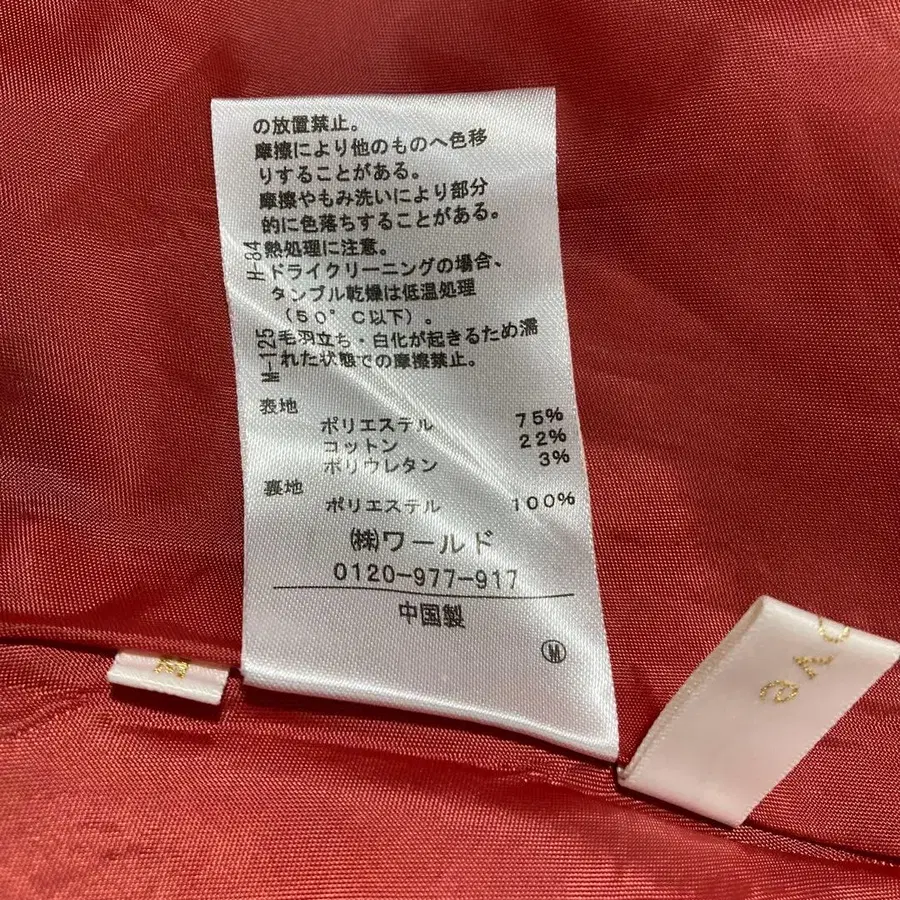 の放置禁止。
摩擦により他のものへ色移
りすることがある。
摩擦やもみ洗いにより部分
的に色落ちすることがある。
熱処理に注意。
ドライクリーニングの場合、
タンブル乾燥は低温処理
（50°C以下）。
毛羽立ち・白化が起きるため濡
れた状態での摩擦禁止。
H-84
M-125
表地
ポリエステル 75%
コットン 22%
ポリウレタン 3%
裏地
ポリエステル 100%
㈱ワールド
0120-977-917
中国製
Ⓜ